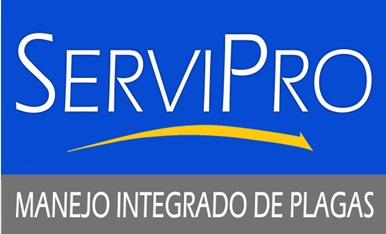 SERVIPRO
MANEJO INTEGRADO DE PLAGAS